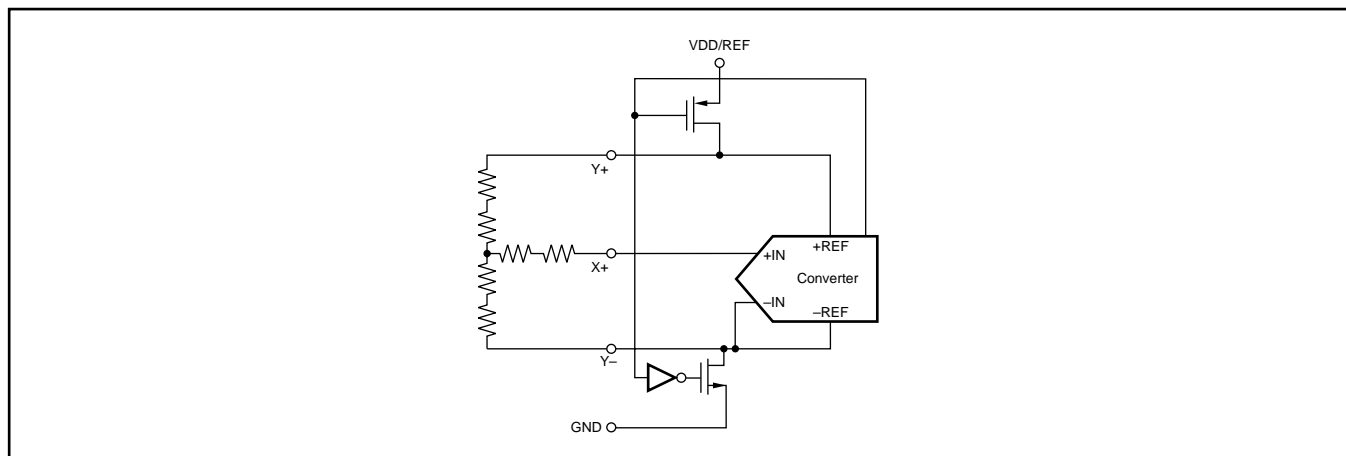 VDD/REF
Y+
+REF
X+
+IN
Converter
–IN
–REF
Y–
GND